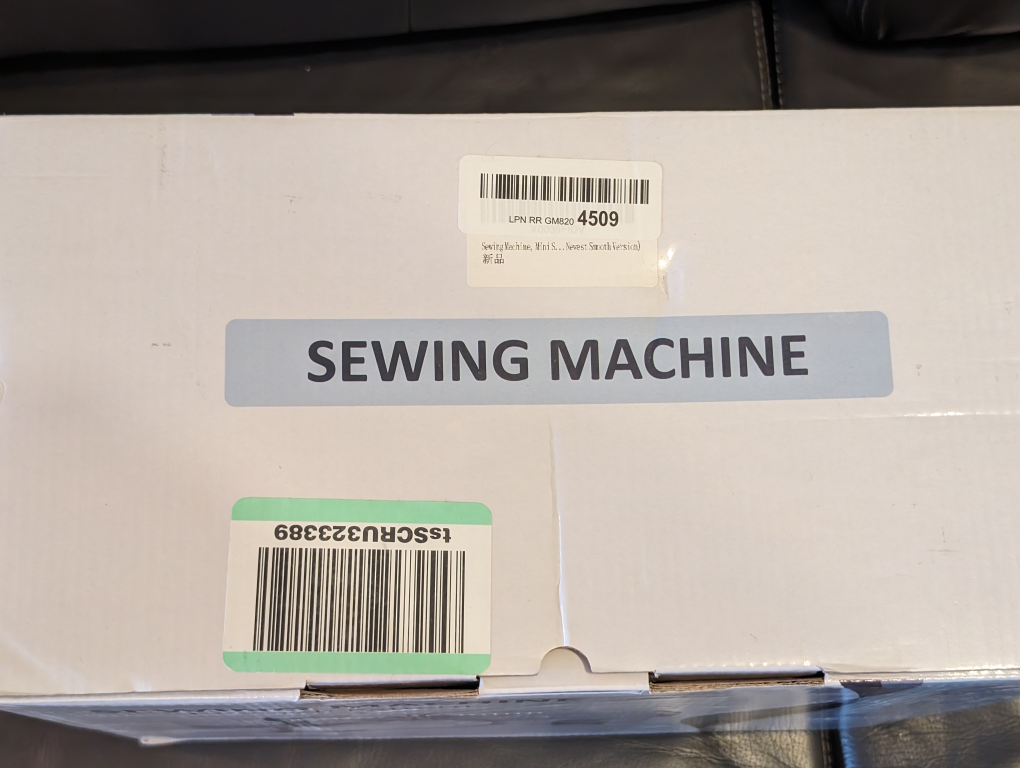 LPN RR GM820 4509
Sewing Machine, Mini S...Newest Smooth Version)
新品
SEWING MACHINE
tsSCRU323389